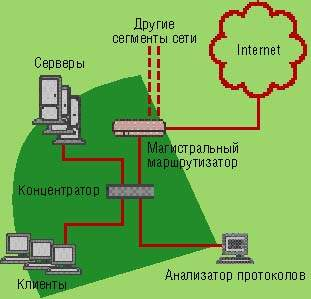 Другие
сегменты сети
Internet
Серверы
Магистральный
маршрутизатор
Концентратор
Клиенты
Анализатор протоколов